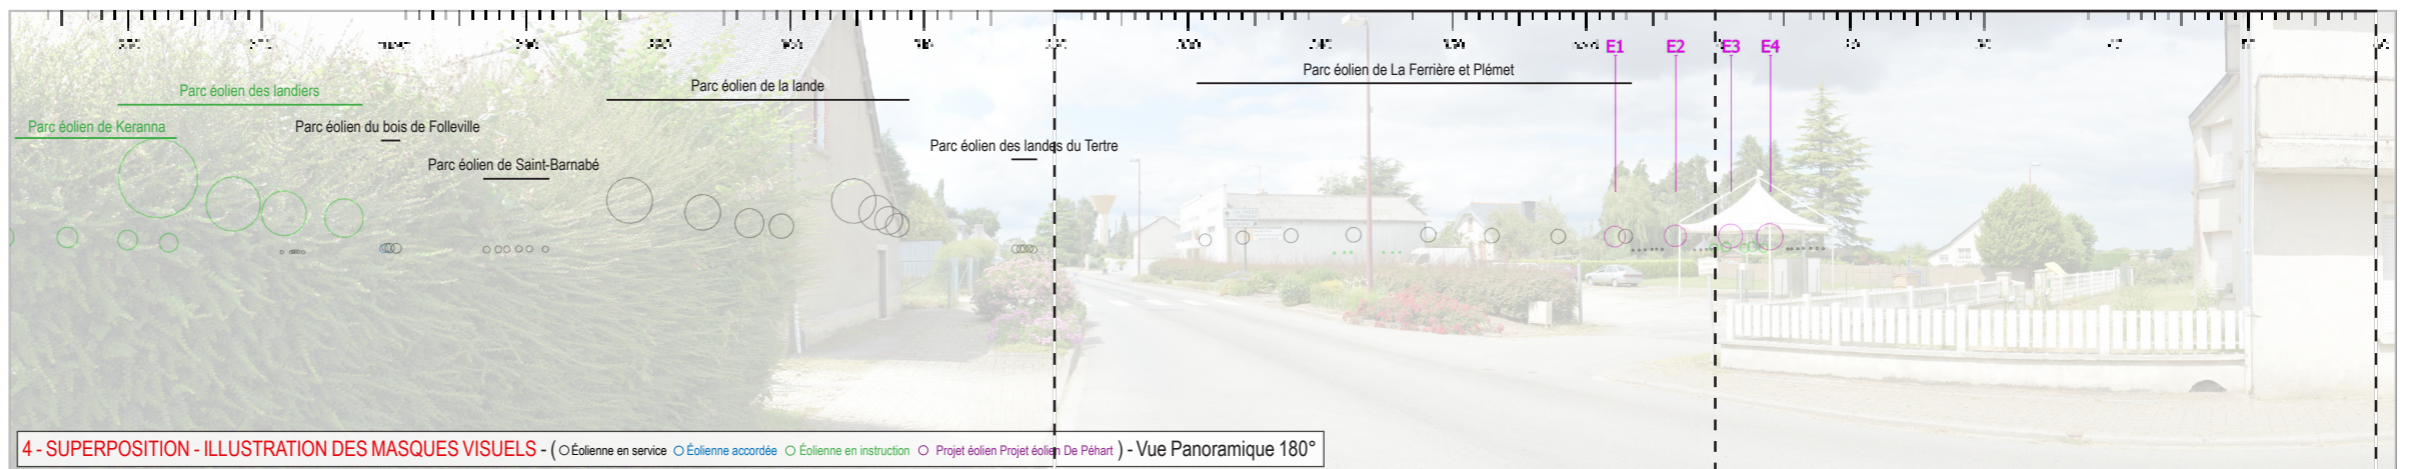 E1 E2 E3 E4
Parc éolien de La Ferrière et Plémet
Parc éolien des landiers
Parc éolien de la lande
Parc éolien de Keranna
Parc éolien du bois de Folleville
Parc éolien des landes du Tertre
Parc éolien de Saint-Barnabé
4 - SUPERPOSITION - ILLUSTRATION DES MASQUES VISUELS - ( Éolienne en service Éolienne accordée Éolienne en instruction Projet éolien Projet éolien De Péhart ) - Vue Panoramique 180°